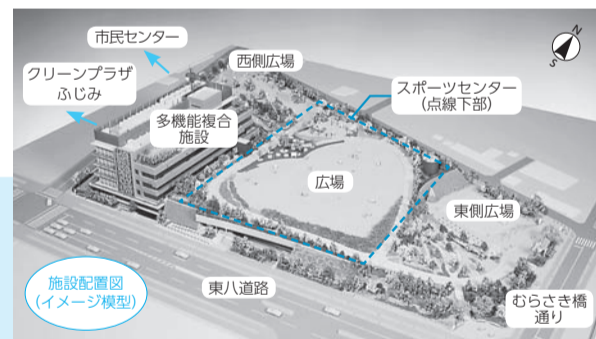 市民センター
西側広場
N
S
クリーンプラザ
ふじみ
スポーツセンター
(点線下部)
多機能複合
施設
広場
東側広場
施設配置図
(イメージ模型)
東八道路
むらさき橋
通り